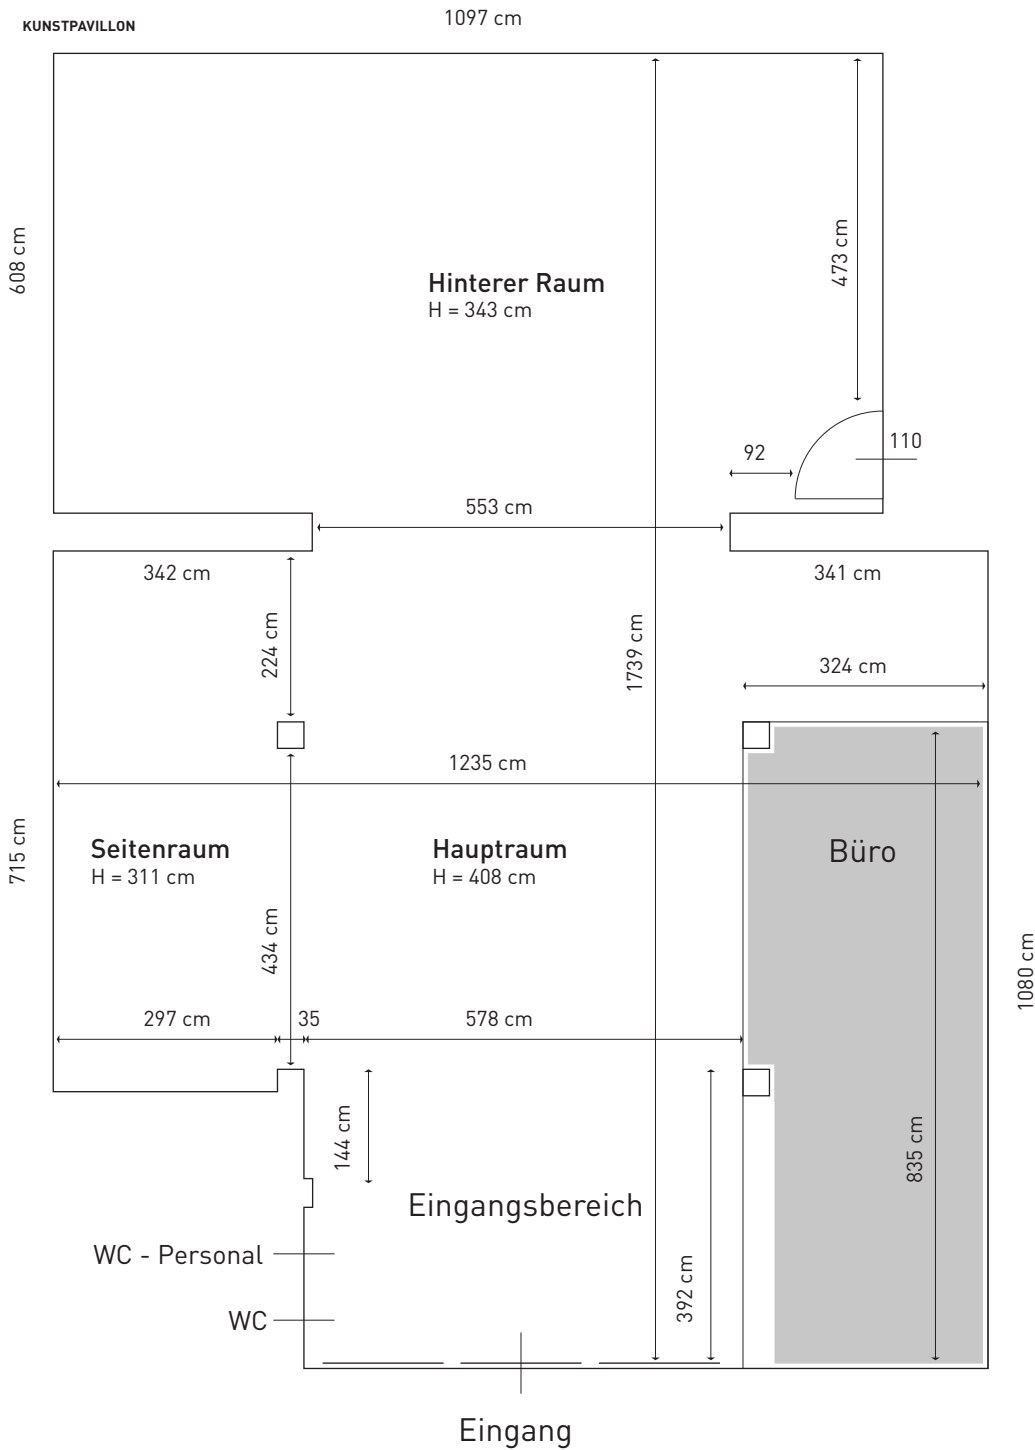 KUNSTPAVILLON
1097 cm
608 cm
473 cm
Hinterer Raum
H = 343 cm
110
92
553 cm
342 cm
341 cm
224 cm
1739 cm
324 cm
1235 cm
715 cm
Seitenraum
H = 311 cm
Hauptraum
H = 408 cm
Büro
434 cm
1080 cm
297 cm
35
578 cm
144 cm
835 cm
Eingangsbereich
WC - Personal
392 cm
WC
Eingang